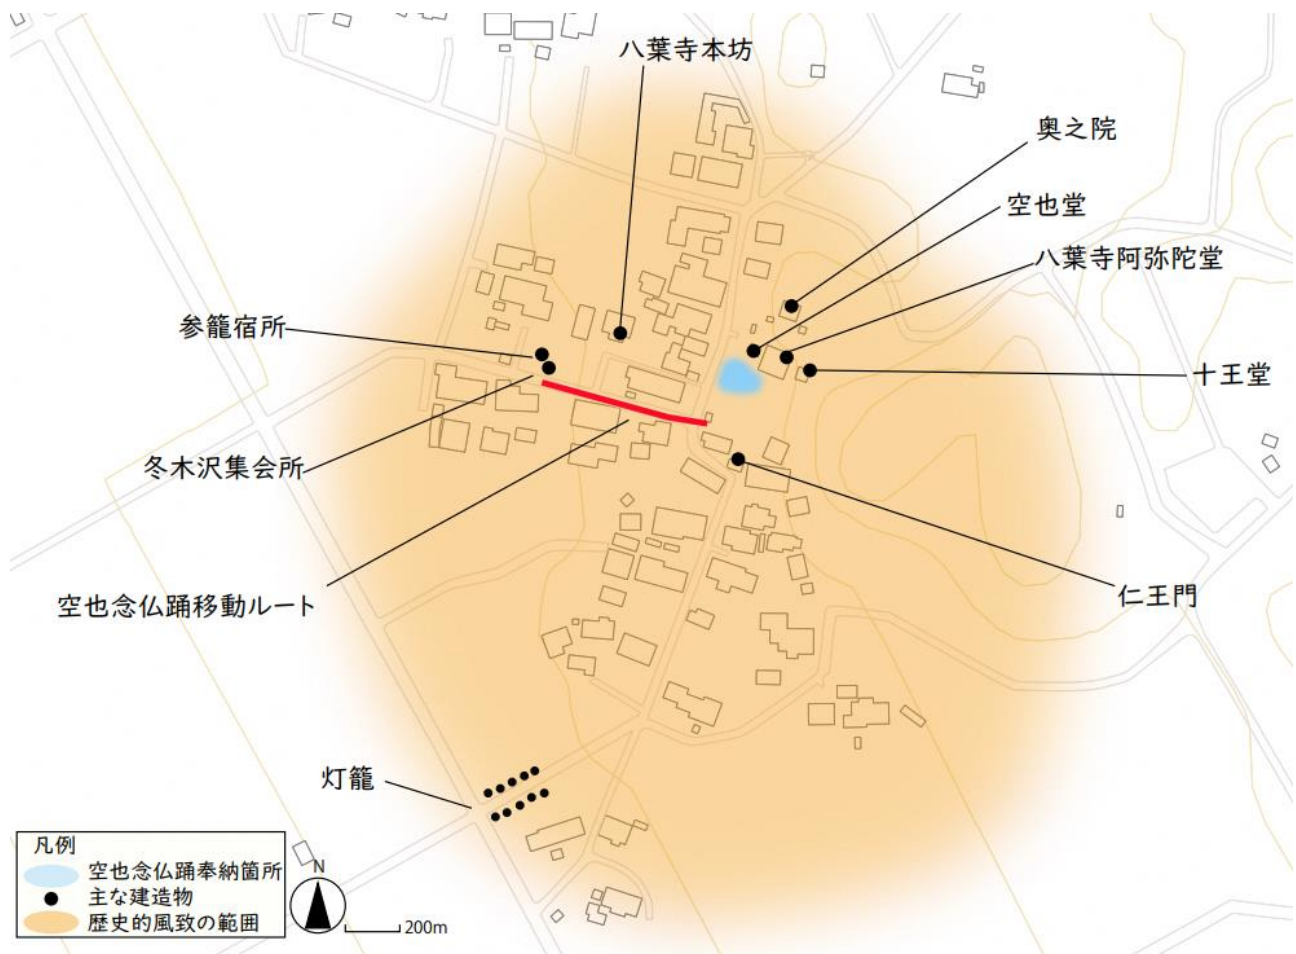 八葉寺本坊
奥之院
空也堂
八葉寺阿弥陀堂
参籠宿所
十王堂
冬木沢集会所
仁王門
空也念仏踊移動ルート
灯籠
凡例
空也念仏踊奉納箇所
主な建造物
歴史的風致の範囲
N
200m